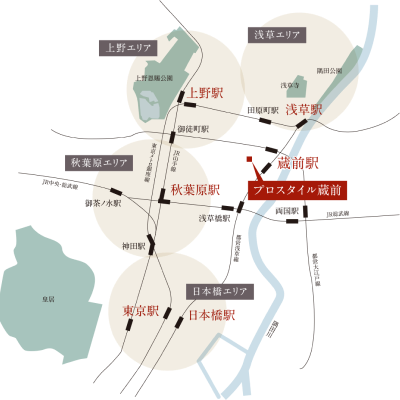 上野エリア
浅草エリア
上野恩賜公園
隅田公園
浅草寺
上野駅
田原町駅
浅草駅
御徒町駅
秋葉原エリア
蔵前駅
JR山手線
東京メトロ銀座線
JR中央・総武線
プロスタイル蔵前
秋葉原駅
御茶ノ水駅
浅草橋駅
両国駅
JR総武線
都営浅草線
神田駅
都営大江戸線
日本橋エリア
皇居
東京駅
日本橋駅
隅田川